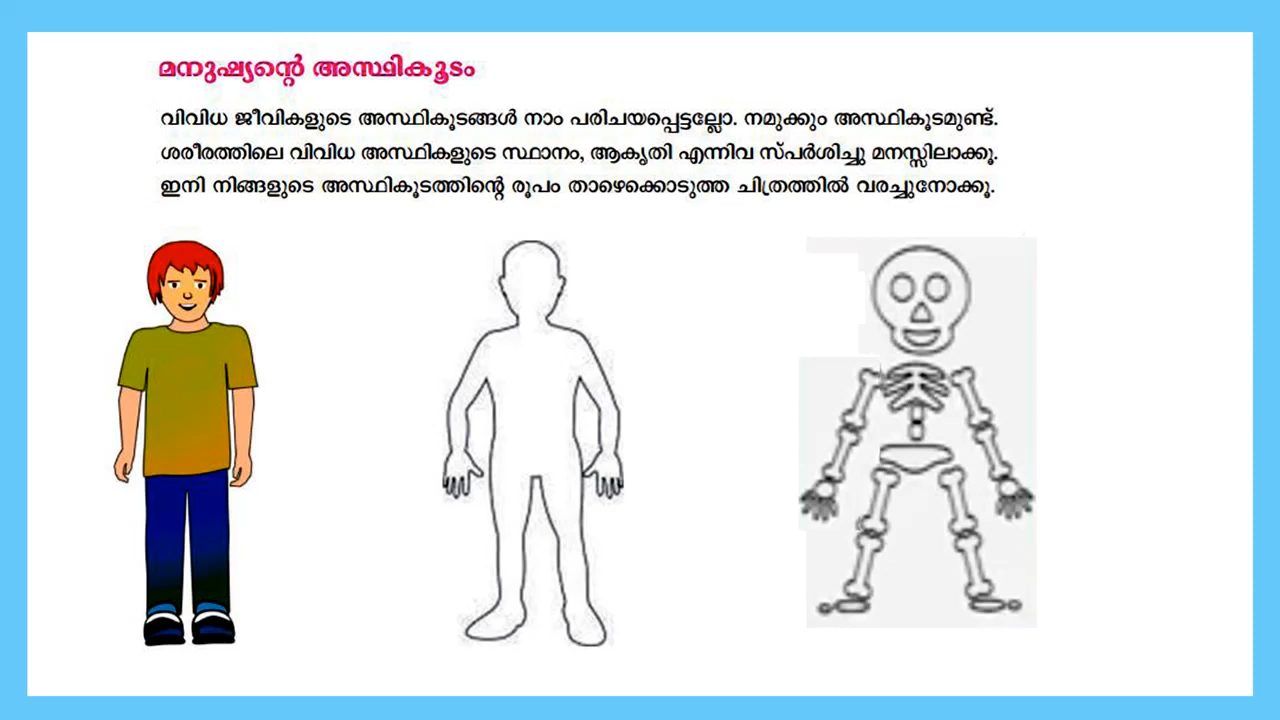 മനുഷ്യന്റെ അസ്ഥികൂടം
വിവിധ ജീവികളുടെ അസ്ഥികൂടങ്ങൾ നാം പരിചയപ്പെട്ടല്ലോ. നമുക്കും അസ്ഥികൂടമുണ്ട്.
ശരീരത്തിലെ വിവിധ അസ്ഥികളുടെ സ്ഥാനം, ആകൃതി എന്നിവ സ്പർശിച്ചു മനസ്സിലാക്കൂ.
ഇനി നിങ്ങളുടെ അസ്ഥികൂടത്തിന്റെ രൂപം താഴെക്കൊടുത്ത ചിത്രത്തിൽ വരച്ചുനോക്കൂ.